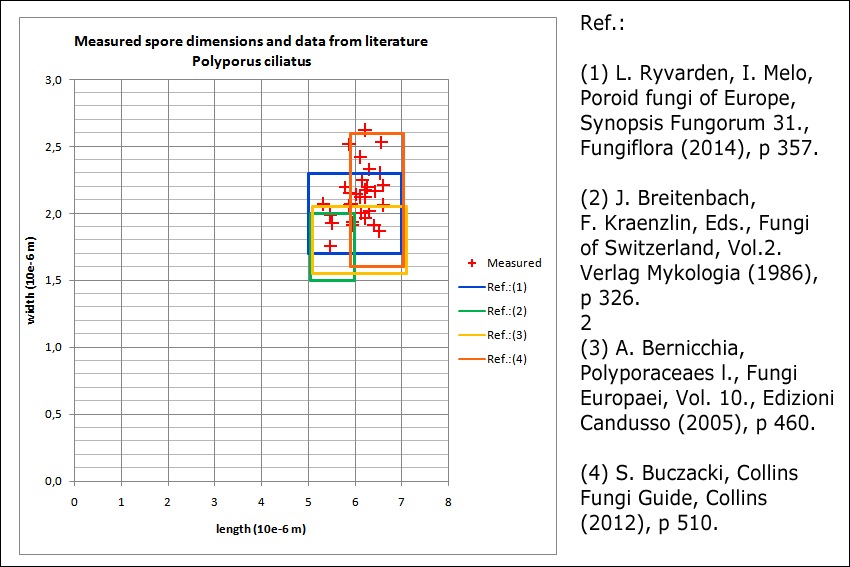 Measured spore dimensions and data from literature
Polyporus ciliatus
3,0
2,5
2,0
1,5
1,0
0,5
0,0
width (10e-6 m)
0 1 2 3 4 5 6 7 8
length (10e-6 m)
Measured
Ref.:(1)
Ref.:(2)
Ref.:(3)
Ref.:(4)
Ref.:
(1) L. Ryvarden, I. Melo,
Poroid fungi of Europe,
Synopsis Fungorum 31.,
Fungiflora (2014), p 357.
(2) J. Breitenbach,
F. Kraenzlin, Eds., Fungi
of Switzerland, Vol.2.
Verlag Mykologia (1986),
p 326.
2
(3) A. Bernicchia,
Polyporaceaes l., Fungi
Europaei, Vol. 10., Edizioni
Candusso (2005), p 460.
(4) S. Buczacki, Collins
Fungi Guide, Collins
(2012), p 510.